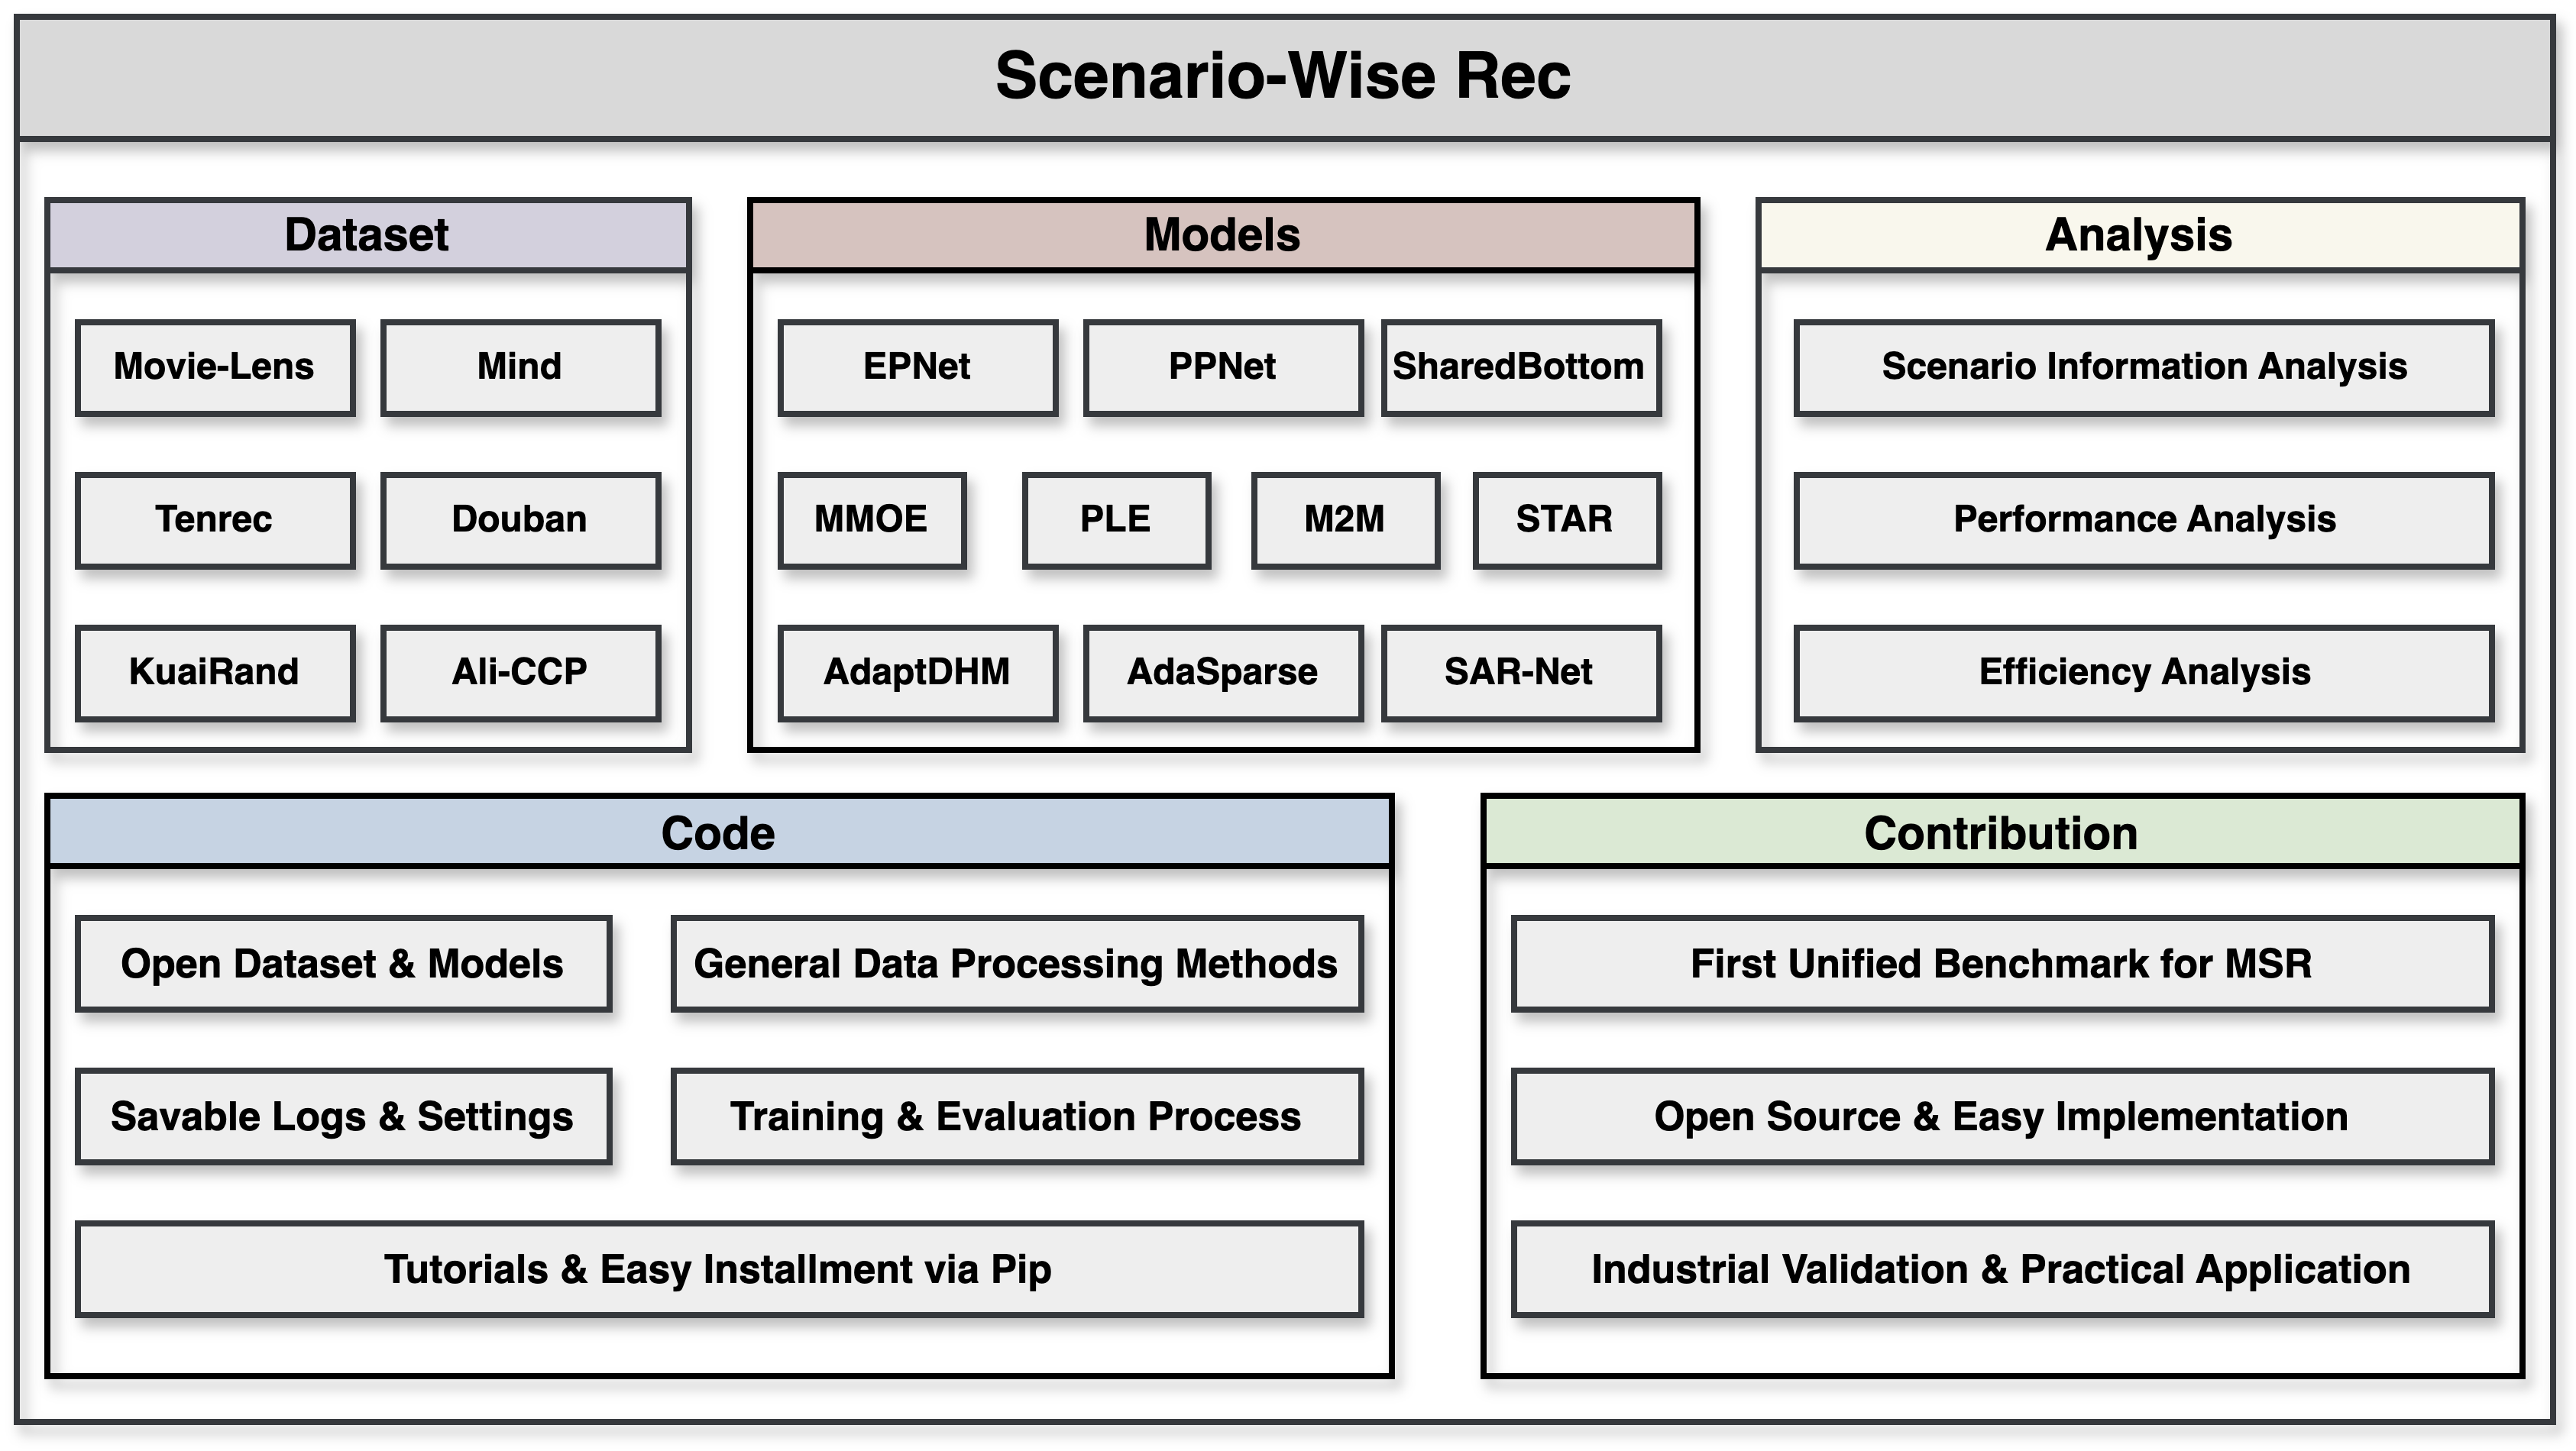 Scenario-Wise Rec
Dataset
Movie-Lens
Mind
Tenrec
Douban
KuaiRand
Ali-CCP
Models
EPNet
PPNet
SharedBottom
MMOE
PLE
M2M
STAR
AdaptDHM
AdaSparse
SAR-Net
Analysis
Scenario Information Analysis
Performance Analysis
Efficiency Analysis
Code
Open Dataset & Models
General Data Processing Methods
Savable Logs & Settings
Training & Evaluation Process
Tutorials & Easy Installment via Pip
Contribution
First Unified Benchmark for MSR
Open Source & Easy Implementation
Industrial Validation & Practical Application